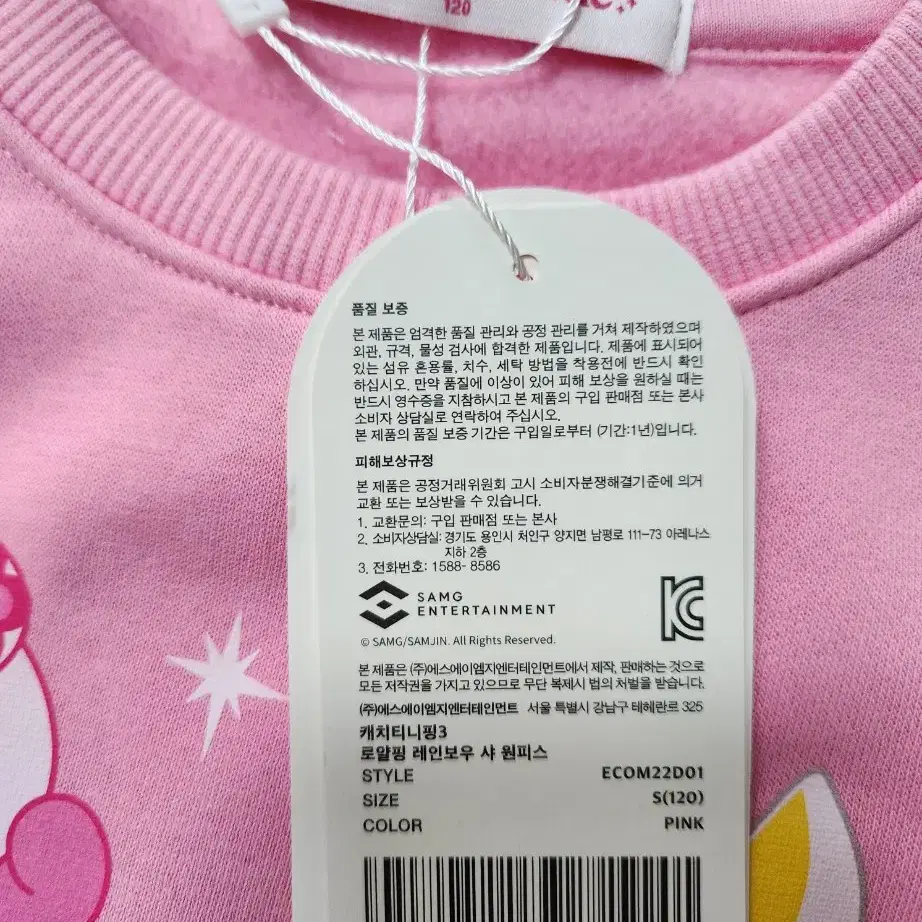 120
품질 보증
본 제품은 엄격한 품질 관리와 공정 관리를 거쳐 제작하였으며
외관, 규격, 물성 검사에 합격한 제품입니다. 제품에 표시되어
있는 섬유 혼용률, 치수, 세탁 방법을 착용전에 반드시 확인
하십시오. 만약 품질에 이상이 있어 피해 보상을 원하실 때는
반드시 영수증을 지참하시고 본 제품의 구입 판매점 또는 본사
소비자 상담실로 연락하여 주십시오.
본 제품의 품질 보증 기간은 구입일로부터 (기간:1년)입니다.
피해보상규정
본 제품은 공정거래위원회 고시 소비자분쟁해결기준에 의거
교환 또는 보상받을 수 있습니다.
1. 교환문의: 구입 판매점 또는 본사
2. 소비자상담실: 경기도 용인시 처인구 양지면 남평로 111-73 아레나스
지하 2층
3. 전화번호: 1588- 8586
SAMG
ENTERTAINMENT
KC
© SAMG/SAMJIN. All Rights Reserved.
본 제품은 (주)에스에이엠지엔터테인먼트에서 제작, 판매하는 것으로
모든 저작권을 가지고 있으므로 무단 복제시 법의 처벌을 받습니다.
(주)에스에이엠지엔터테인먼트 서울 특별시 강남구 테헤란로 325
캐치티니핑3
로얄핑 레인보우 샤 원피스
STYLE ECOM22D01
SIZE S(120)
COLOR PINK